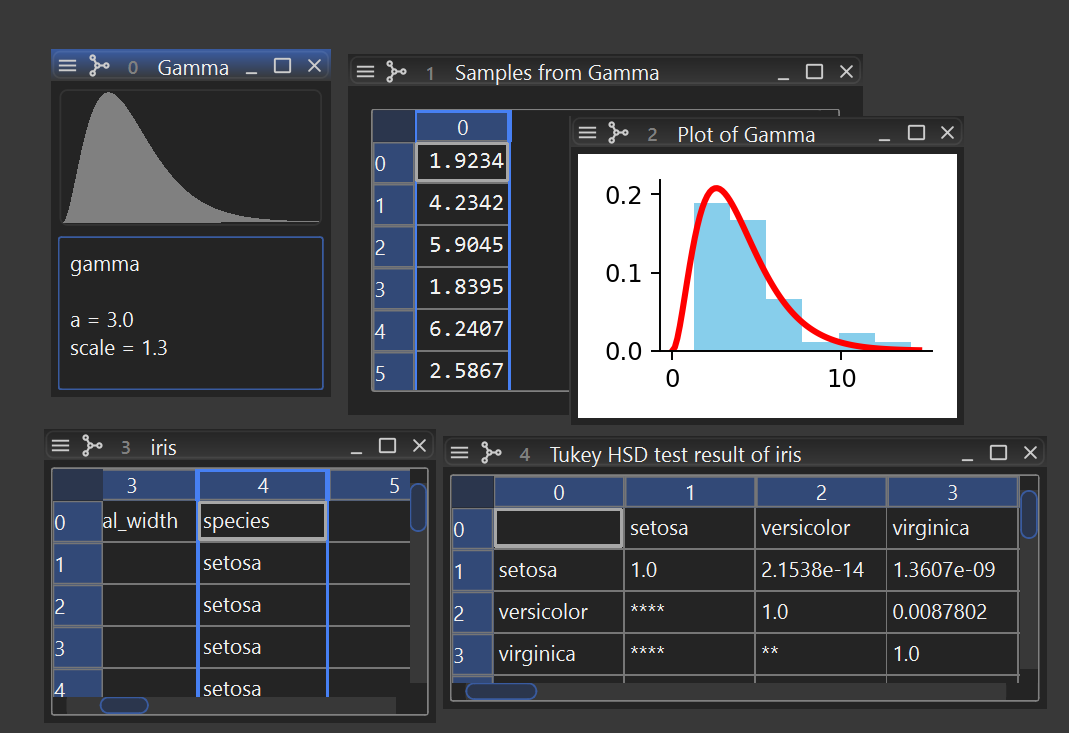 0 Gamma
gamma
a = 3.0
scale = 1.3
1 Samples from Gamma
0
0 1.9234
1 4.2342
2 5.9045
3 1.8395
4 6.2407
5 2.5867
2 Plot of Gamma
0.2
0.1
0.0
0 10
3 iris
3 4 5
0 al_width species
1 setosa
2 setosa
3 setosa
4 setosa
4 Tukey HSD test result of iris
0 1 2 3
0 setosa versicolor virginica
1 setosa 1.0 2.1538e-14 1.3607e-09
2 versicolor **** 1.0 0.0087802
3 virginica **** ** 1.0